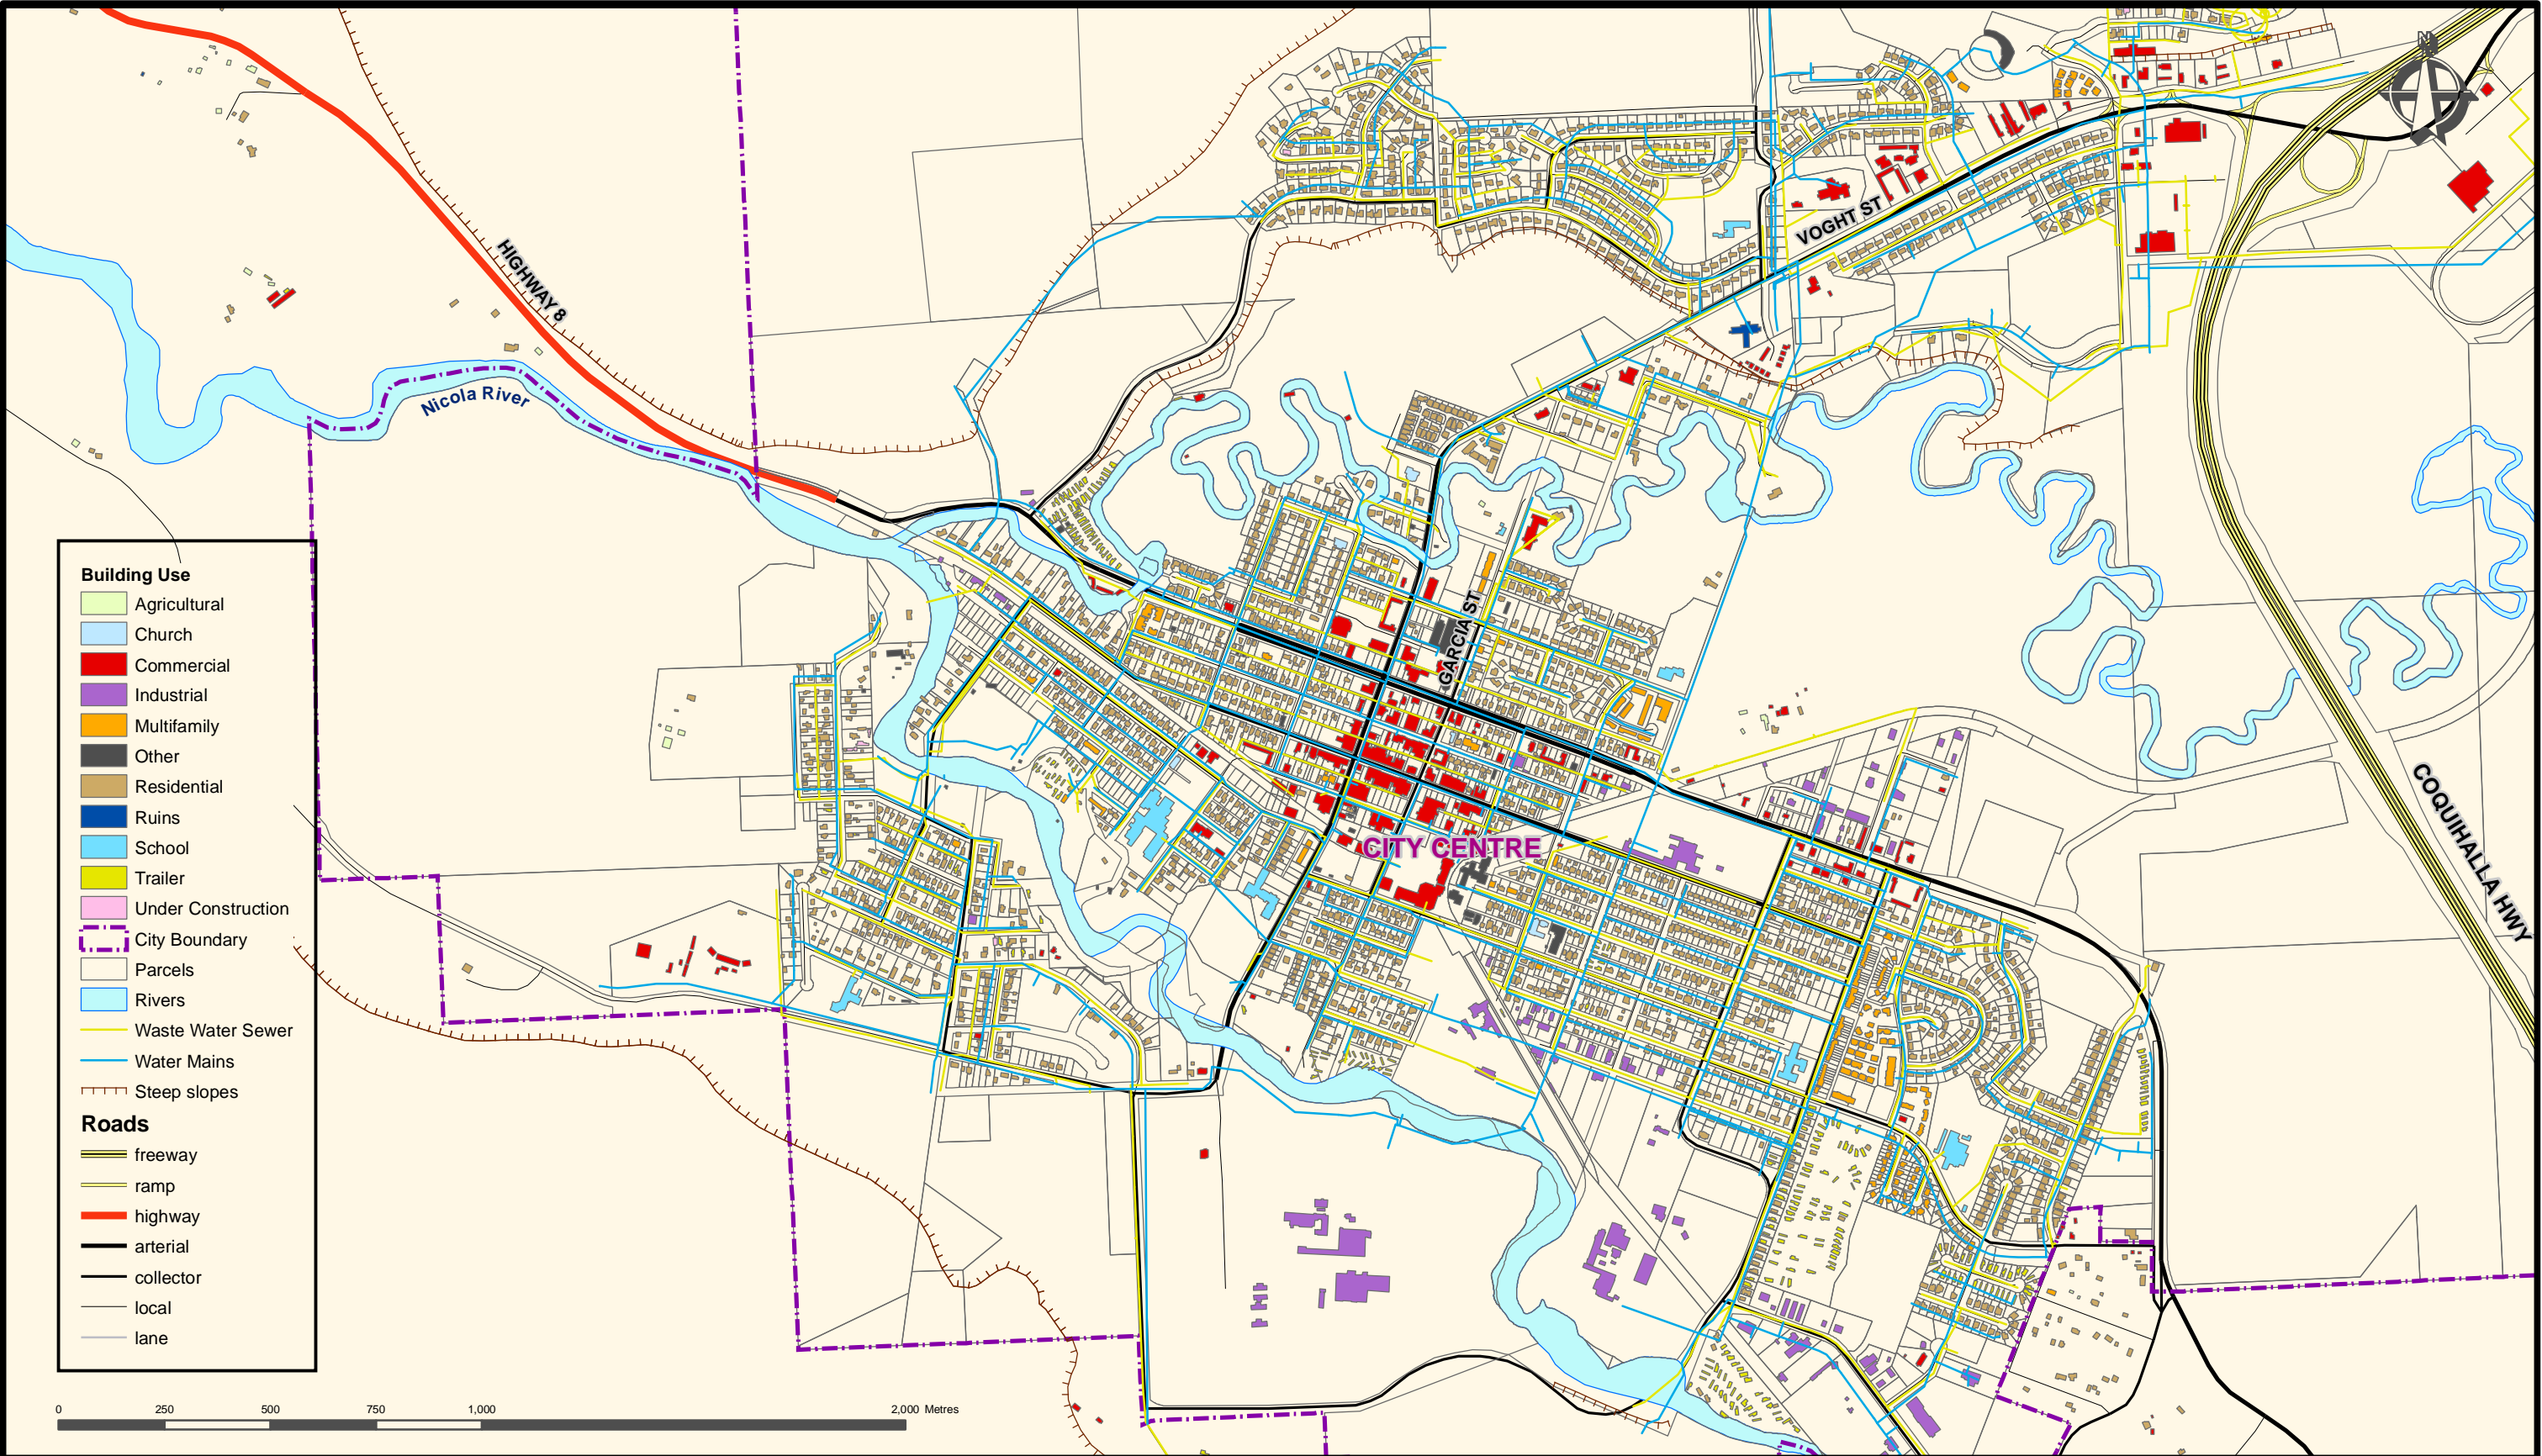 N
VOGHT ST
HIGHWAY 8
Nicola River
GARCIA ST
CITY CENTRE
COQUIHALLA HWY
Building Use
Agricultural
Church
Commercial
Industrial
Multifamily
Other
Residential
Ruins
School
Trailer
Under Construction
City Boundary
Parcels
Rivers
Waste Water Sewer
Water Mains
Steep slopes
Roads
freeway
ramp
highway
arterial
collector
local
lane
0 250 500 750 1,000 2,000 Metres